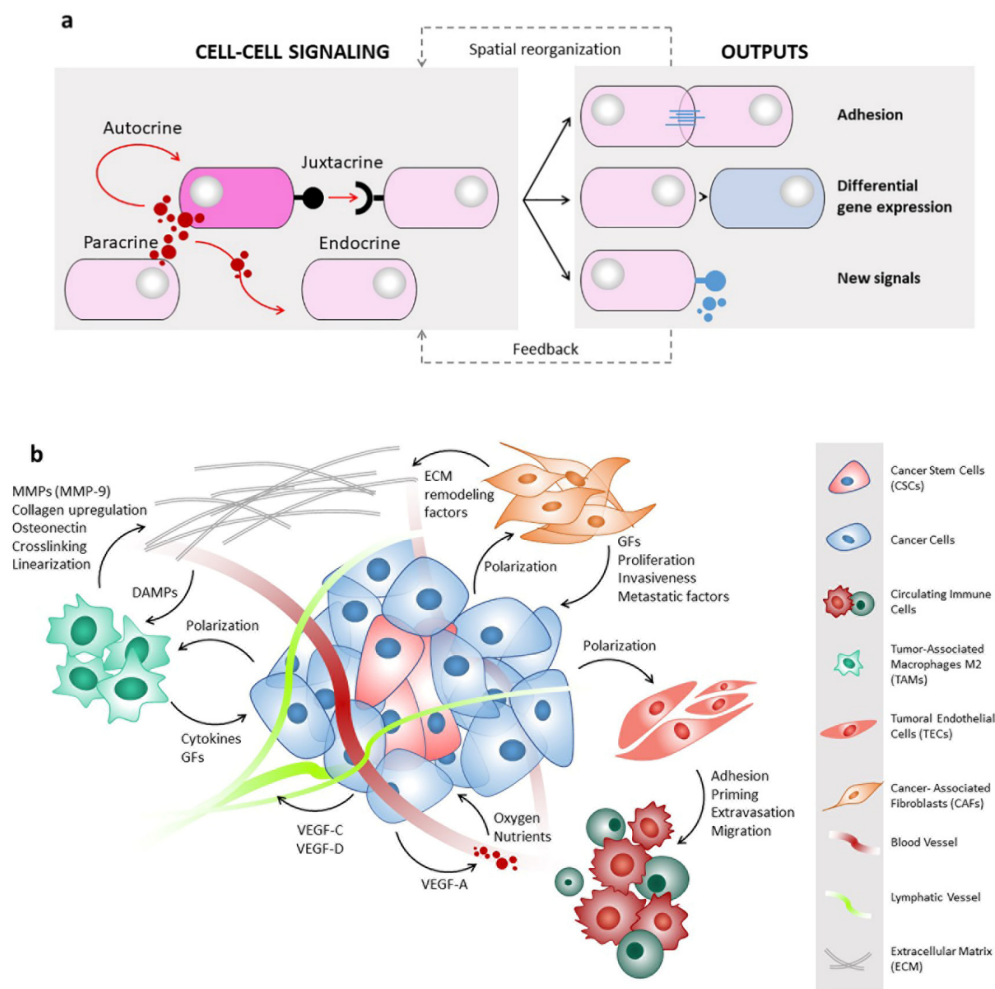 a
CELL-CELL SIGNALING
Spatial reorganization
OUTPUTS
Autocrine
Juxtacrine
Paracrine
Endocrine
Adhesion
Differential
gene expression
New signals
Feedback
b
MMPs (MMP-9)
Collagen upregulation
Osteonectin
Crosslinking
Linearization
ECM
remodeling
factors
DAMPs
Polarization
Polarization
GFs
Proliferation
Invasiveness
Metastatic factors
Polarization
Cytokines
GFs
VEGF-C
VEGF-D
VEGF-A
Oxygen
Nutrients
Adhesion
Priming
Extravasation
Migration
Cancer Stem Cells
(CSCs)
Cancer Cells
Circulating Immune
Cells
Tumor-Associated
Macrophages M2
(TAMs)
Tumoral Endothelial
Cells (TECs)
Cancer- Associated
Fibroblasts (CAFs)
Blood Vessel
Lymphatic Vessel
Extracellular Matrix
(ECM)